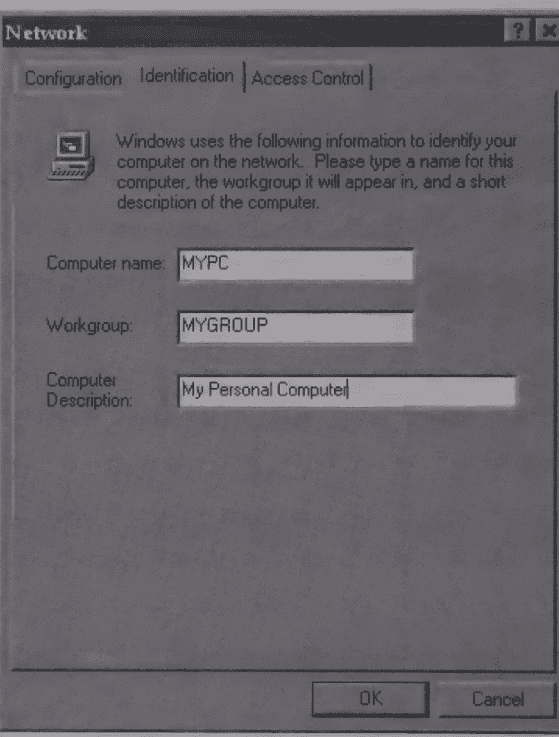 Network
Configuration Identification Access Control
Windows uses the following information to identify your
computer on the network. Please type a name for this
computer, the workgroup it will appear in, and a short
description of the computer.
Computer name: MYPC
Workgroup: MYGROUP
Computer
Description: My Personal Computer
OK Cancel